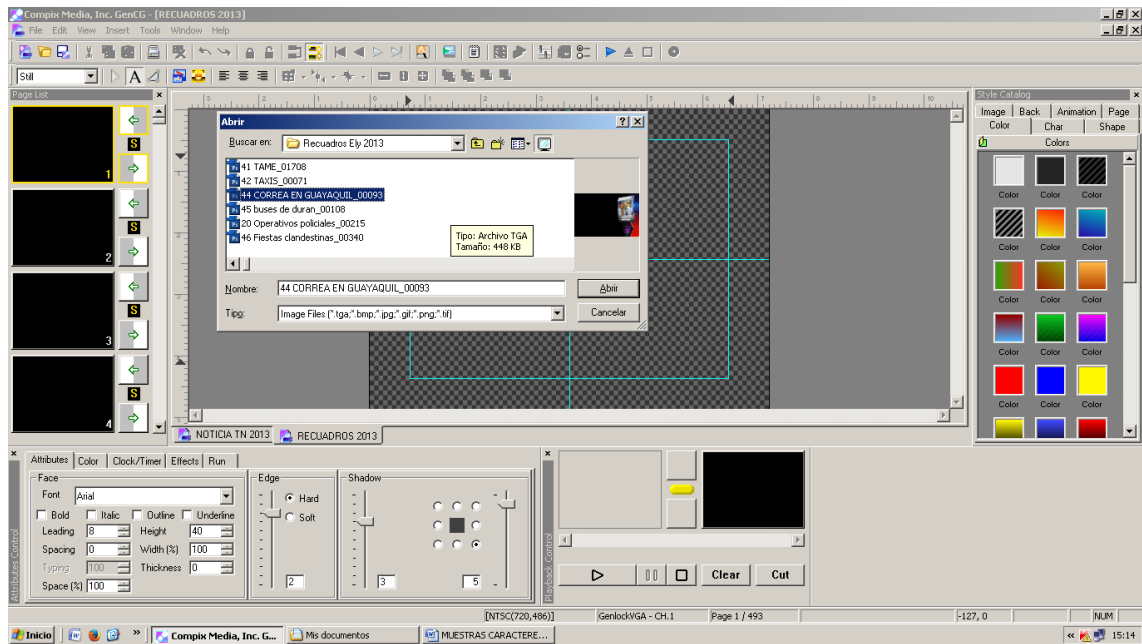 Compix Media, Inc. GenCG - [RECUADROS 2013]
File Edit View Insert Tools Window Help
Still
A
Page List
S
1
S
2
S
3
S
4
Abrir
Buscar en: Recuadros Ely 2013
41 TAME_01708
42 TAXIS_00071
44 CORREA EN GUAYAQUIL_00093
45 buses de duran_00108
20 Operativos policiales_00215
46 Fiestas clandestinas_00340
Tipo: Archivo TGA
Tamaño: 448 KB
Nombre: 44 CORREA EN GUAYAQUIL_00093 Abrir
Tipo: Image Files (*.tga;*.bmp;*.jpg;*.gif;*.png;*.tif) Cancelar
NOTICIA TN 2013 RECUADROS 2013
Style Catalog
Image Back Animation Page
Color Char Shape
Colors
Color Color Color
Color Color Color
Color Color Color
Color Color Color
Color Color Color
Attributes Color Clock/Timer Effects Run
Face
Font Arial
Bold Italic Outline Underline
Leading 8 Height 40
Spacing 0 Width (%) 100
Typing 100 Thickness 0
Space (%) 100
Edge
Hard
Soft
2
Shadow
3 5
Attributes Control
Playback Control
Clear Cut
[NTSC(720,486)] GenlockVGA - CH.1 Page 1 / 493 -127, 0 NUM
Inicio Compix Media, Inc. G... Mis documentos MUESTRAS CARACTERE... 15:14